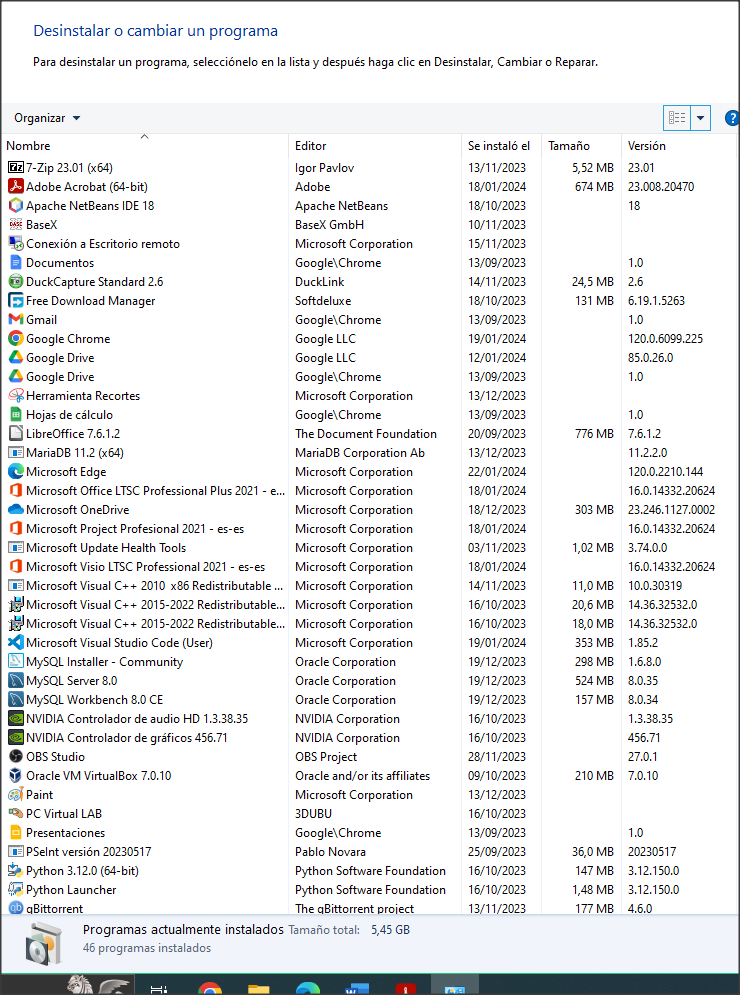 Desinstalar o cambiar un programa
Para desinstalar un programa, selecciónelo en la lista y después haga clic en Desinstalar, Cambiar o Reparar.
Organizar
Nombre Editor Se instaló el Tamaño Versión
7-Zip 23.01 (x64) Igor Pavlov 13/11/2023 5,52 MB 23.01
Adobe Acrobat (64-bit) Adobe 18/01/2024 674 MB 23.008.20470
Apache NetBeans IDE 18 Apache NetBeans 18/10/2023 18
BaseX BaseX GmbH 10/11/2023
Conexión a Escritorio remoto Microsoft Corporation 15/11/2023
Documentos Google\Chrome 13/09/2023 1.0
DuckCapture Standard 2.6 DuckLink 14/11/2023 24,5 MB 2.6
Free Download Manager Softdeluxe 18/10/2023 131 MB 6.19.1.5263
Gmail Google\Chrome 13/09/2023 1.0
Google Chrome Google LLC 19/01/2024 120.0.6099.225
Google Drive Google LLC 12/01/2024 85.0.26.0
Google Drive Google\Chrome 13/09/2023 1.0
Herramienta Recortes Microsoft Corporation 13/12/2023
Hojas de cálculo Google\Chrome 13/09/2023 1.0
LibreOffice 7.6.1.2 The Document Foundation 20/09/2023 776 MB 7.6.1.2
MariaDB 11.2 (x64) MariaDB Corporation Ab 13/12/2023 11.2.2.0
Microsoft Edge Microsoft Corporation 22/01/2024 120.0.2210.144
Microsoft Office LTSC Professional Plus 2021 - e... Microsoft Corporation 18/01/2024 16.0.14332.20624
Microsoft OneDrive Microsoft Corporation 18/12/2023 303 MB 23.246.1127.0002
Microsoft Project Profesional 2021 - es-es Microsoft Corporation 18/01/2024 16.0.14332.20624
Microsoft Update Health Tools Microsoft Corporation 03/11/2023 1,02 MB 3.74.0.0
Microsoft Visio LTSC Professional 2021 - es-es Microsoft Corporation 18/01/2024 16.0.14332.20624
Microsoft Visual C++ 2010 x86 Redistributable ... Microsoft Corporation 14/11/2023 11,0 MB 10.0.30319
Microsoft Visual C++ 2015-2022 Redistributable... Microsoft Corporation 16/10/2023 20,6 MB 14.36.32532.0
Microsoft Visual C++ 2015-2022 Redistributable... Microsoft Corporation 16/10/2023 18,0 MB 14.36.32532.0
Microsoft Visual Studio Code (User) Microsoft Corporation 19/01/2024 353 MB 1.85.2
MySQL Installer - Community Oracle Corporation 19/12/2023 298 MB 1.6.8.0
MySQL Server 8.0 Oracle Corporation 19/12/2023 524 MB 8.0.35
MySQL Workbench 8.0 CE Oracle Corporation 19/12/2023 157 MB 8.0.34
NVIDIA Controlador de audio HD 1.3.38.35 NVIDIA Corporation 16/10/2023 1.3.38.35
NVIDIA Controlador de gráficos 456.71 NVIDIA Corporation 16/10/2023 456.71
OBS Studio OBS Project 28/11/2023 27.0.1
Oracle VM VirtualBox 7.0.10 Oracle and/or its affiliates 09/10/2023 210 MB 7.0.10
Paint Microsoft Corporation 13/12/2023
PC Virtual LAB 3DUBU 16/10/2023
Presentaciones Google\Chrome 13/09/2023 1.0
PSeInt versión 20230517 Pablo Novara 25/09/2023 36,0 MB 20230517
Python 3.12.0 (64-bit) Python Software Foundation 16/10/2023 147 MB 3.12.150.0
Python Launcher Python Software Foundation 16/10/2023 1,48 MB 3.12.150.0
qBittorrent The qBittorrent project 13/11/2023 177 MB 4.6.0
Programas actualmente instalados Tamaño total: 5,45 GB
46 programas instalados